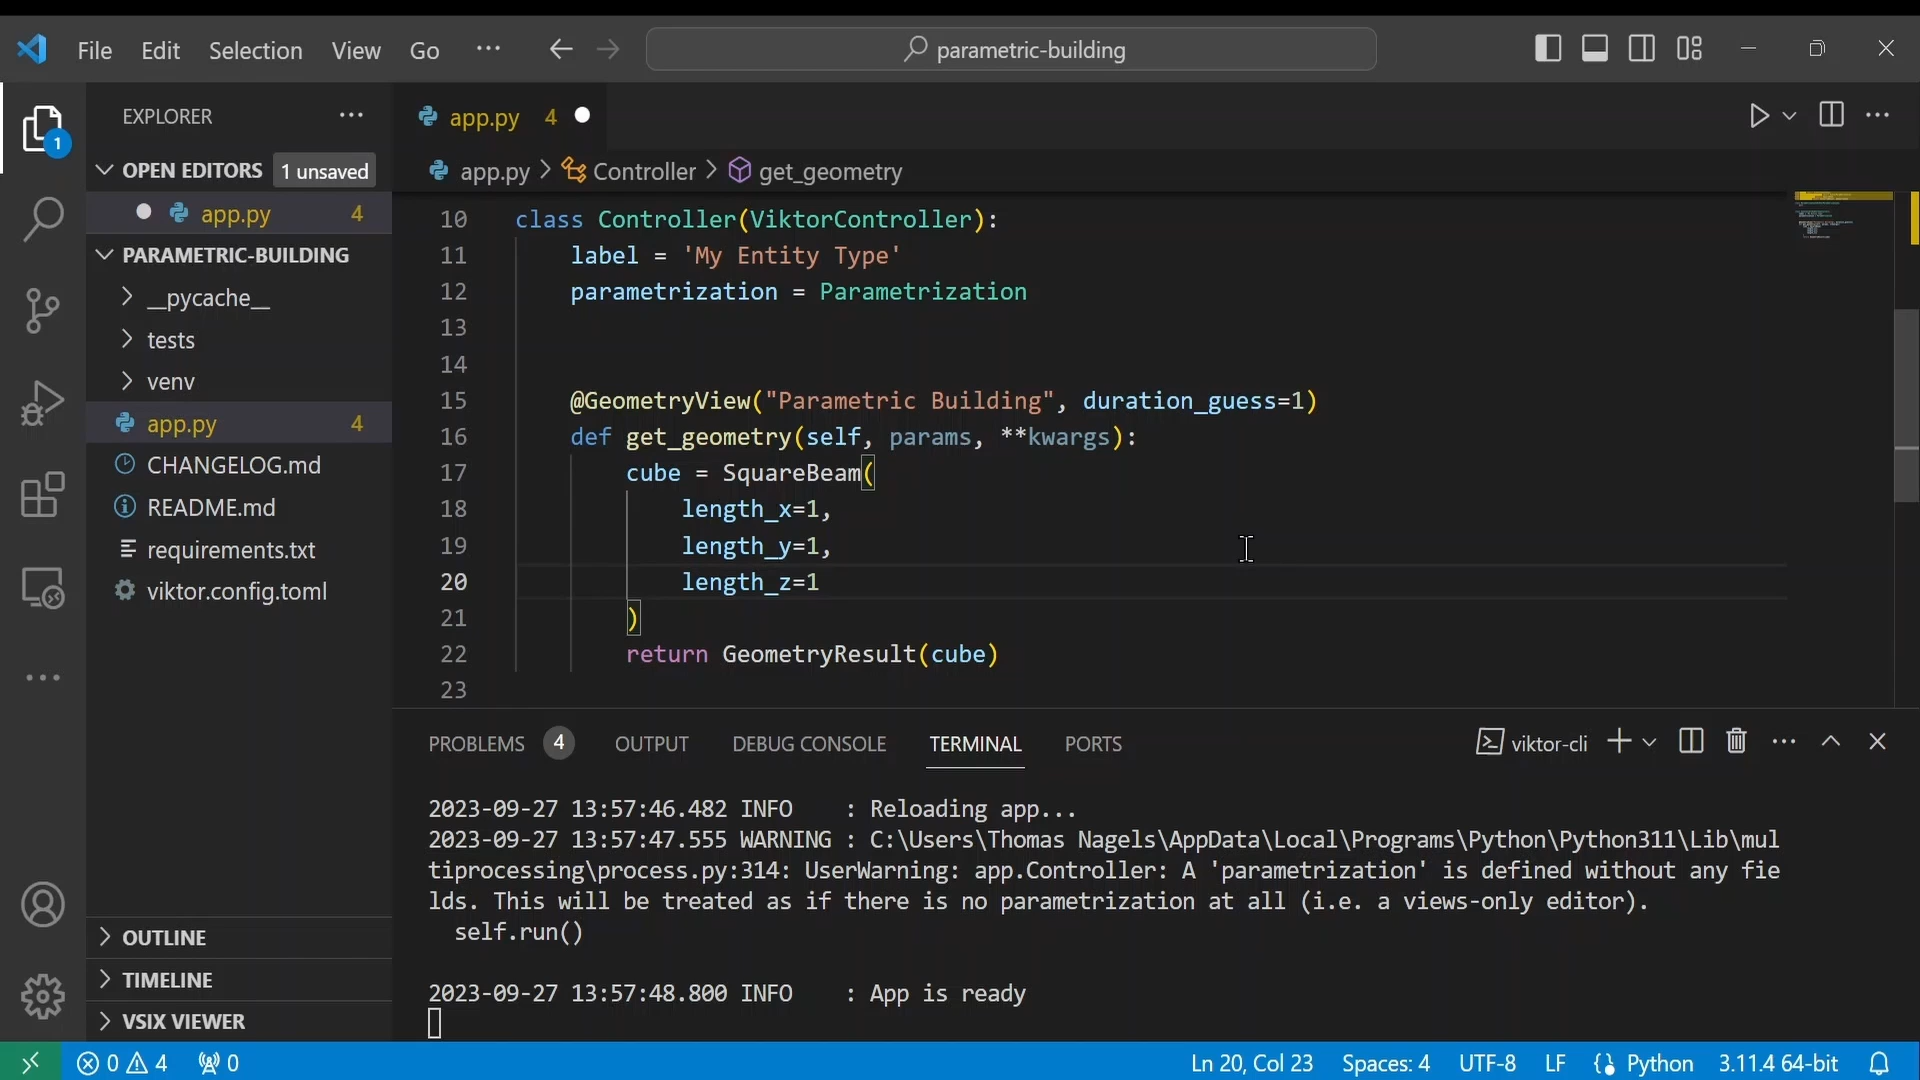 File Edit Selection View Go ··· parametric-building
EXPLORER ···
1
OPEN EDITORS 1 unsaved
app.py 4
PARAMETRIC-BUILDING
__pycache__
tests
venv
app.py 4
CHANGELOG.md
README.md
requirements.txt
viktor.config.toml
OUTLINE
TIMELINE
VSIX VIEWER
app.py 4
app.py > Controller > get_geometry
10 class Controller(ViktorController):
11 label = 'My Entity Type'
12 parametrization = Parametrization
13
14
15 @GeometryView("Parametric Building", duration_guess=1)
16 def get_geometry(self, params, **kwargs):
17 cube = SquareBeam(
18 length_x=1,
19 length_y=1,
20 length_z=1
21 )
22 return GeometryResult(cube)
23
PROBLEMS 4 OUTPUT DEBUG CONSOLE TERMINAL PORTS viktor-cli
2023-09-27 13:57:46.482 INFO : Reloading app...
2023-09-27 13:57:47.555 WARNING : C:\Users\Thomas Nagels\AppData\Local\Programs\Python\Python311\Lib\mul
tiprocessing\process.py:314: UserWarning: app.Controller: A 'parametrization' is defined without any fie
lds. This will be treated as if there is no parametrization at all (i.e. a views-only editor).
self.run()
2023-09-27 13:57:48.800 INFO : App is ready
0 4 0 Ln 20, Col 23 Spaces: 4 UTF-8 LF Python 3.11.4 64-bit